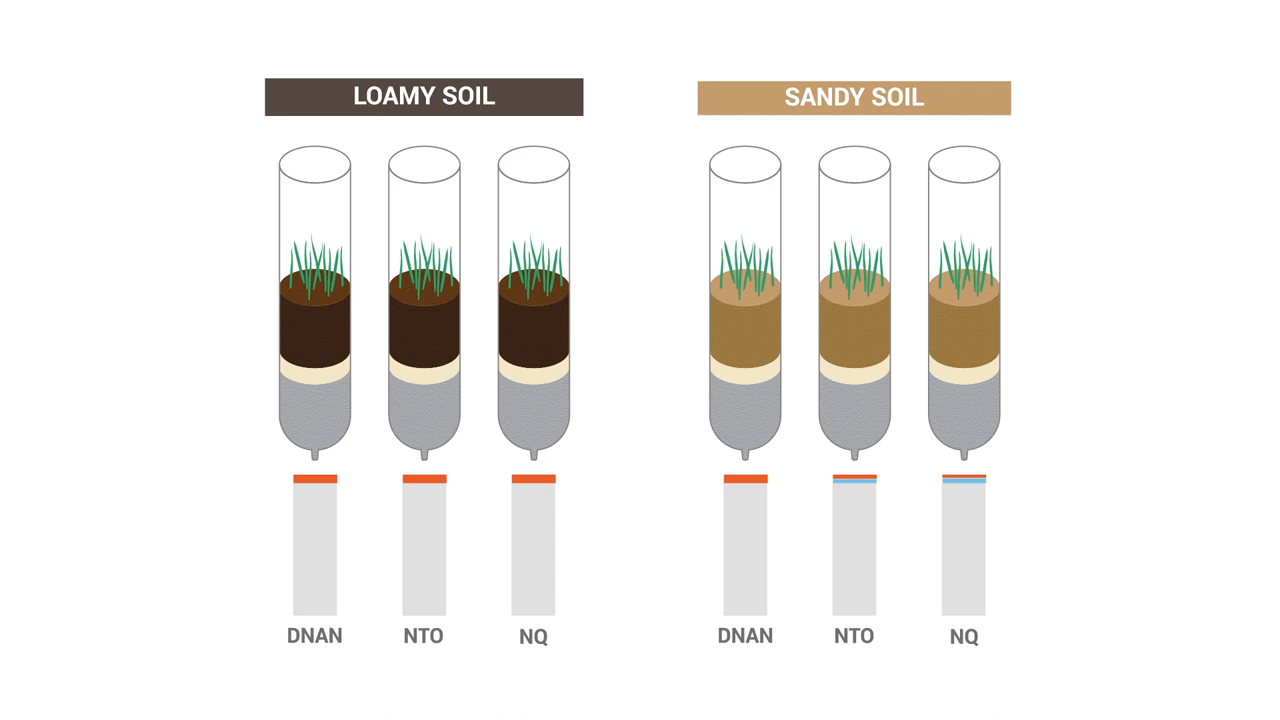 LOAMY SOIL
SANDY SOIL
DNAN
NTO
NQ
DNAN
NTO
NQ